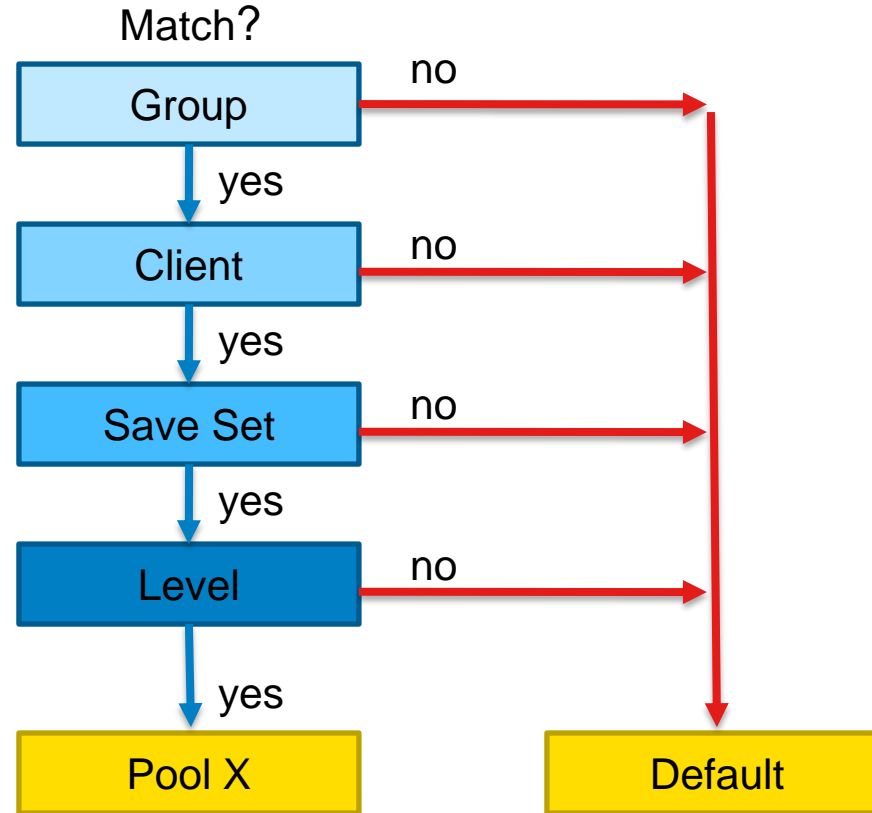 Match?
Group
no
yes
Client
no
yes
Save Set
no
yes
Level
no
yes
Pool X
Default